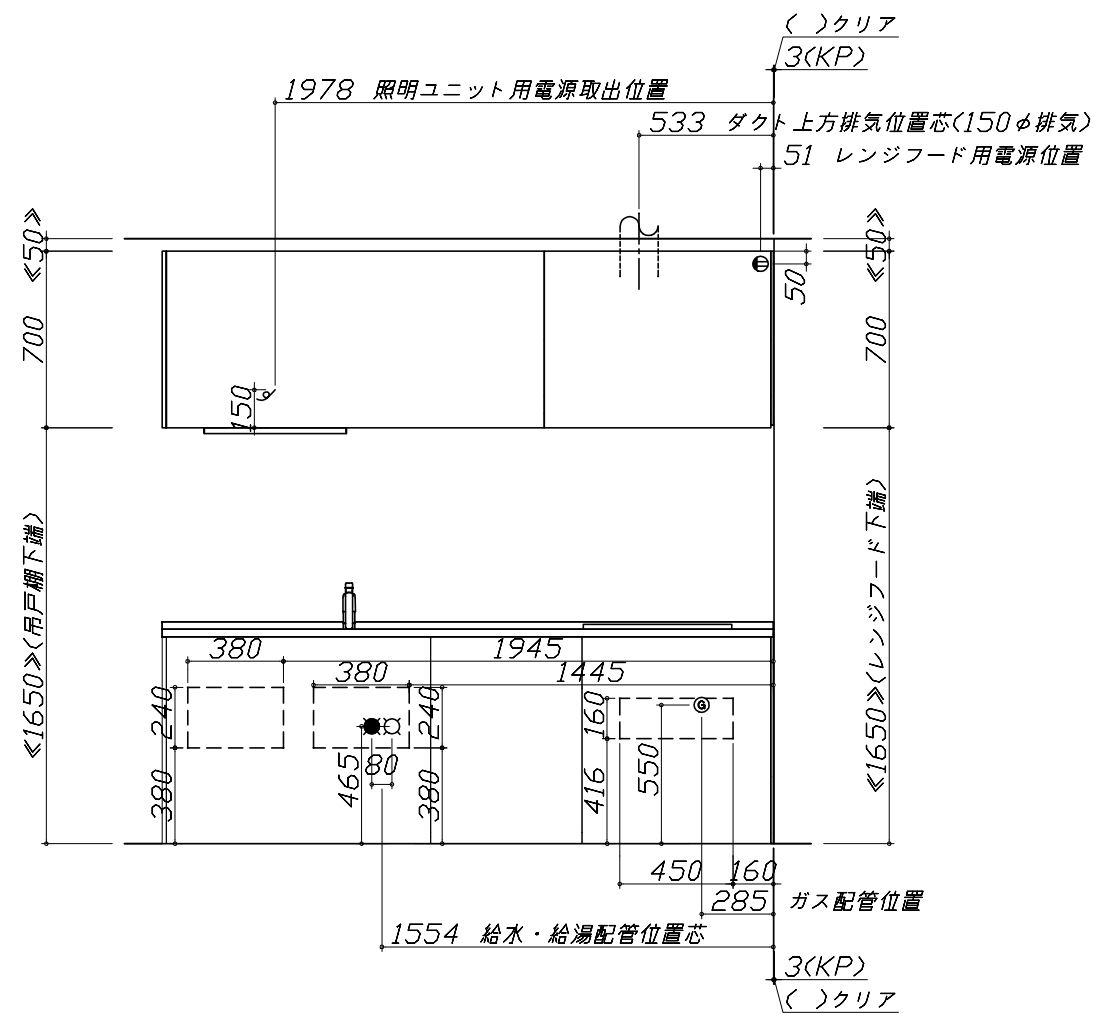 ( )クリア
3(KP)
1978 照明ユニット用電源取出位置
533 ダクト上方排気位置芯(150φ排気)
51 レンジフード用電源位置
≪50≫
≪50≫
50
700
700
150
≪1650≫(吊戸棚下端)
≪1650≫(レンジフード下端)
380
1945
380
1445
240
240
160
G
465
80
550
380
380
416
450
160
285 ガス配管位置
1554 給水・給湯配管位置芯
3(KP)
( )クリア